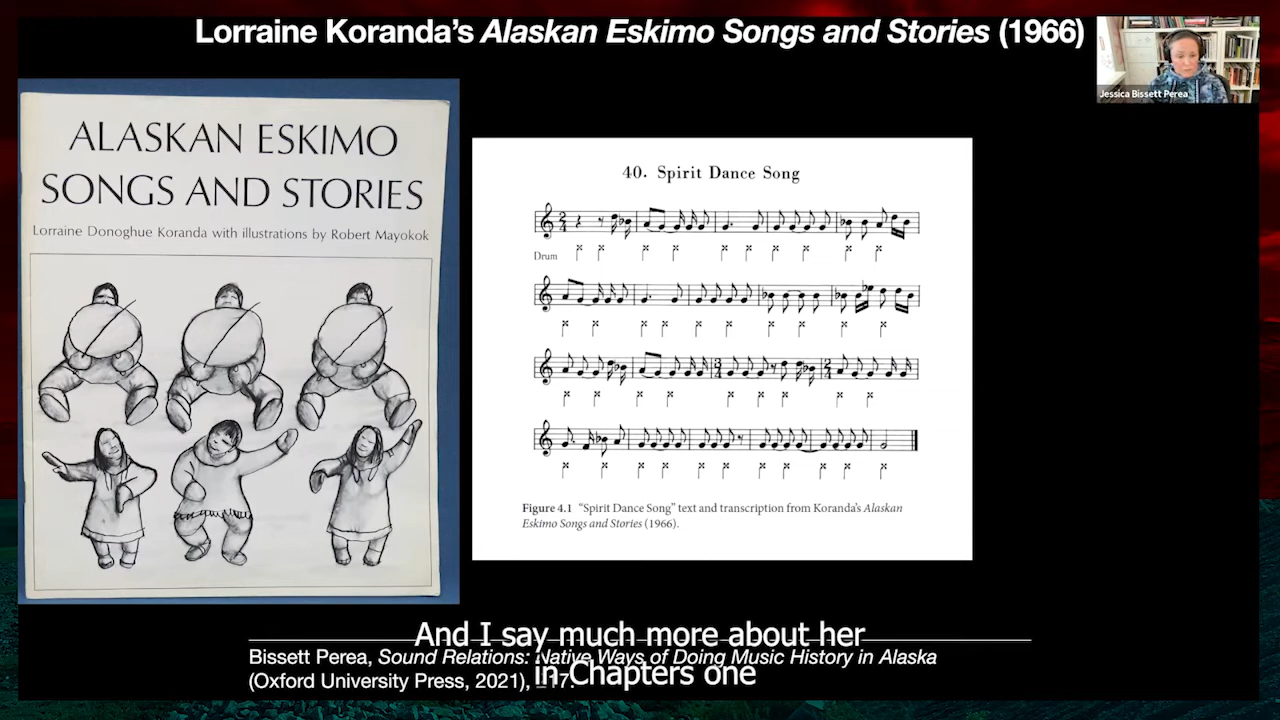 Lorraine Koranda's Alaskan Eskimo Songs and Stories (1966)
Jessica Bissett Perea
ALASKAN ESKIMO
SONGS AND STORIES
Lorraine Donoghue Koranda with illustrations by Robert Mayokok
40. Spirit Dance Song
Drum
Figure 4.1 "Spirit Dance Song" text and transcription from Koranda's Alaskan
Eskimo Songs and Stories (1966).
And I say much more about her
in Chapters one
Bissett Perea, Sound Relations: Native Ways of Doing Music History in Alaska
(Oxford University Press, 2021), 17.